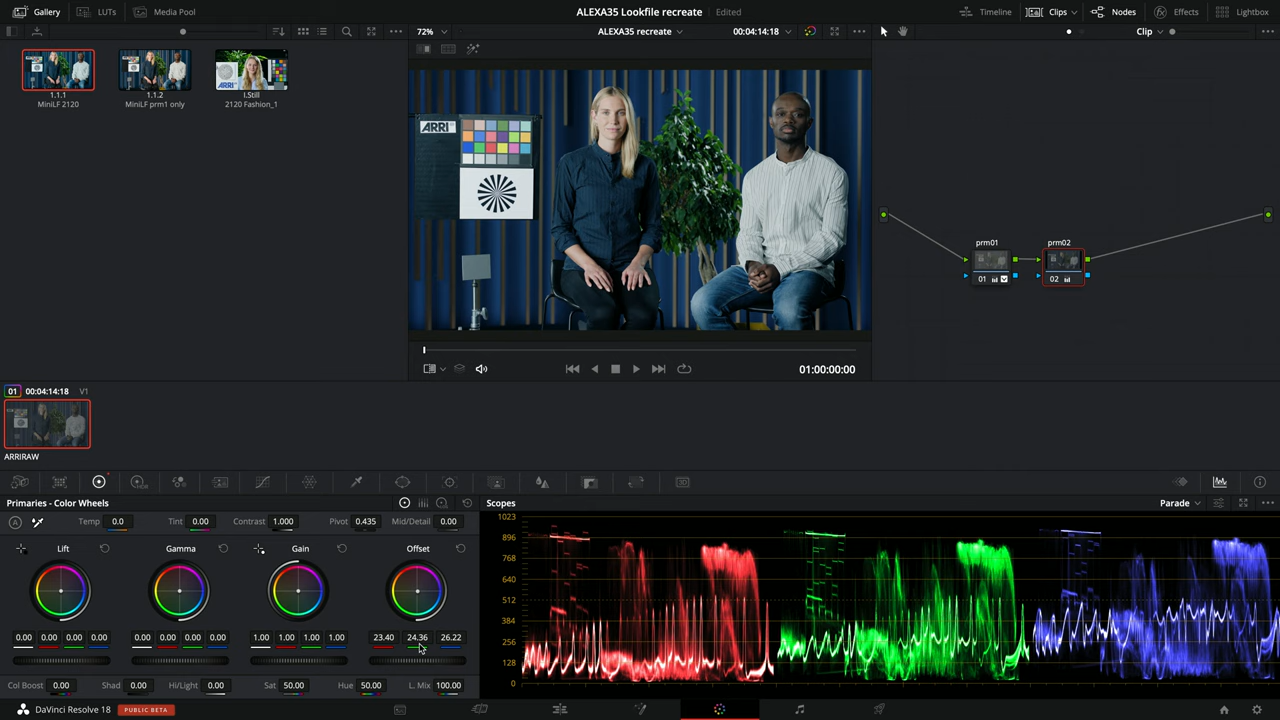 Gallery LUTs Media Pool ALEXA35 Lookfile recreate Edited Timeline Clips Nodes Effects Lightbox
72% ALEXA35 recreate 00:04:14:18 Clip
1.1.1
MiniLF 2120
1.1.2
MiniLF prm1 only
I.Still
2120 Fashion_1
ARRI
ARRI
prm01
01
prm02
02
01:00:00:00
01 00:04:14:18 V1
ARRIRAW
Primaries - Color Wheels
Scopes
Parade
Temp 0.0 Tint 0.00 Contrast 1.000 Pivot 0.435 Mid/Detail 0.00
Lift Gamma Gain Offset
0.00 0.00 0.00 0.00 0.00 0.00 0.00 0.00 1.00 1.00 1.00 1.00 23.40 24.36 26.22
Col Boost 0.00 Shad 0.00 Hi/Light 0.00 Sat 50.00 Hue 50.00 L. Mix 100.00
1023
896
768
640
512
384
256
128
0
DaVinci Resolve 18 PUBLIC BETA